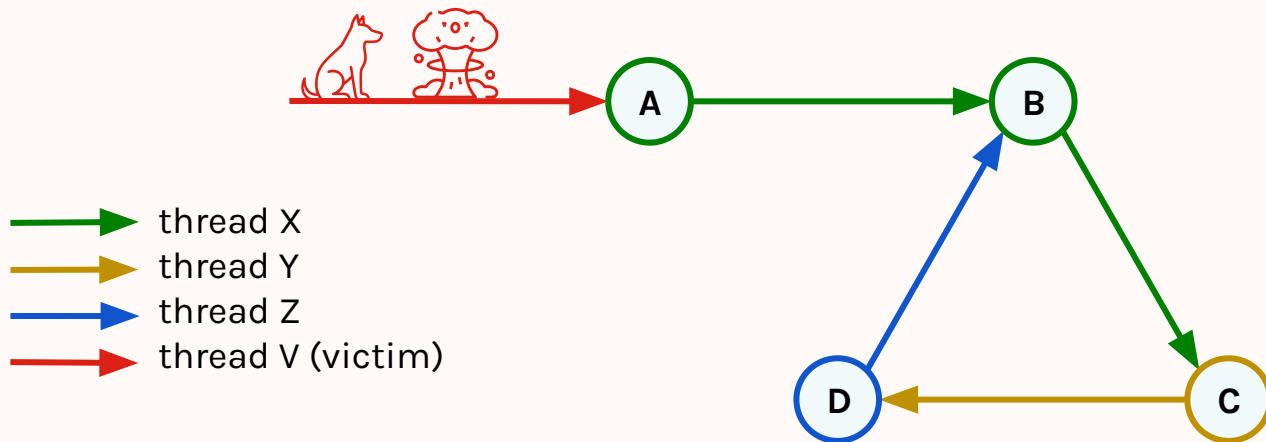 A
B
thread X
thread Y
thread Z
thread V (victim)
D
C